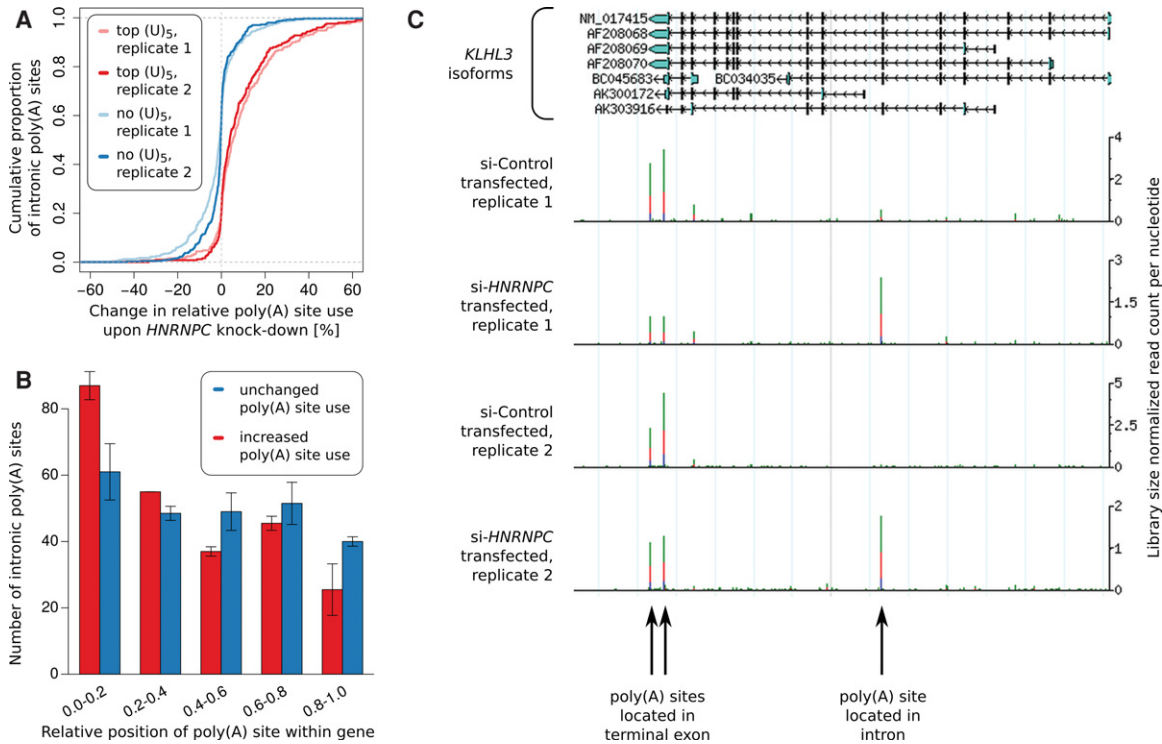 A
1.0
0.8
0.6
0.4
0.2
0.0
Cumulative proportion
of intronic poly(A) sites
top (U)5,
replicate 1
top (U)5,
replicate 2
no (U)5,
replicate 1
no (U)5,
replicate 2
−60 −40 −20 0 20 40 60
Change in relative poly(A) site use
upon HNRNPC knock-down [%]
B
80
60
40
20
0
Number of intronic poly(A) sites
unchanged
poly(A) site use
increased
poly(A) site use
0.0-0.2 0.2-0.4 0.4-0.6 0.6-0.8 0.8-1.0
Relative position of poly(A) site within gene
C
KLHL3
isoforms
NM_017415
AF208068
AF208069
AF208070
BC045683 BC034035
AK300172
AK303916
si-Control
transfected,
replicate 1
4
2
0
si-HNRNPC
transfected,
replicate 1
3
1.5
0
si-Control
transfected,
replicate 2
5
2.5
0
si-HNRNPC
transfected,
replicate 2
2
1
0
Library size normalized read count per nucleotide
poly(A) sites
located in
terminal exon
poly(A) site
located in
intron